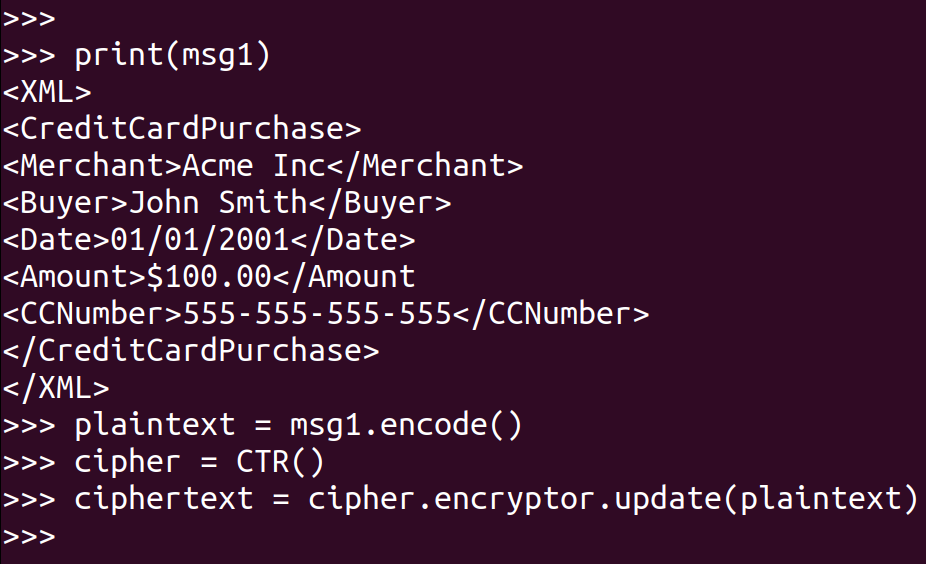 >>>
>>> print(msg1)
<XML>
<CreditCardPurchase>
<Merchant>Acme Inc</Merchant>
<Buyer>John Smith</Buyer>
<Date>01/01/2001</Date>
<Amount>$100.00</Amount
<CCNumber>555-555-555-555</CCNumber>
</CreditCardPurchase>
</XML>
>>> plaintext = msg1.encode()
>>> cipher = CTR()
>>> ciphertext = cipher.encryptor.update(plaintext)
>>>